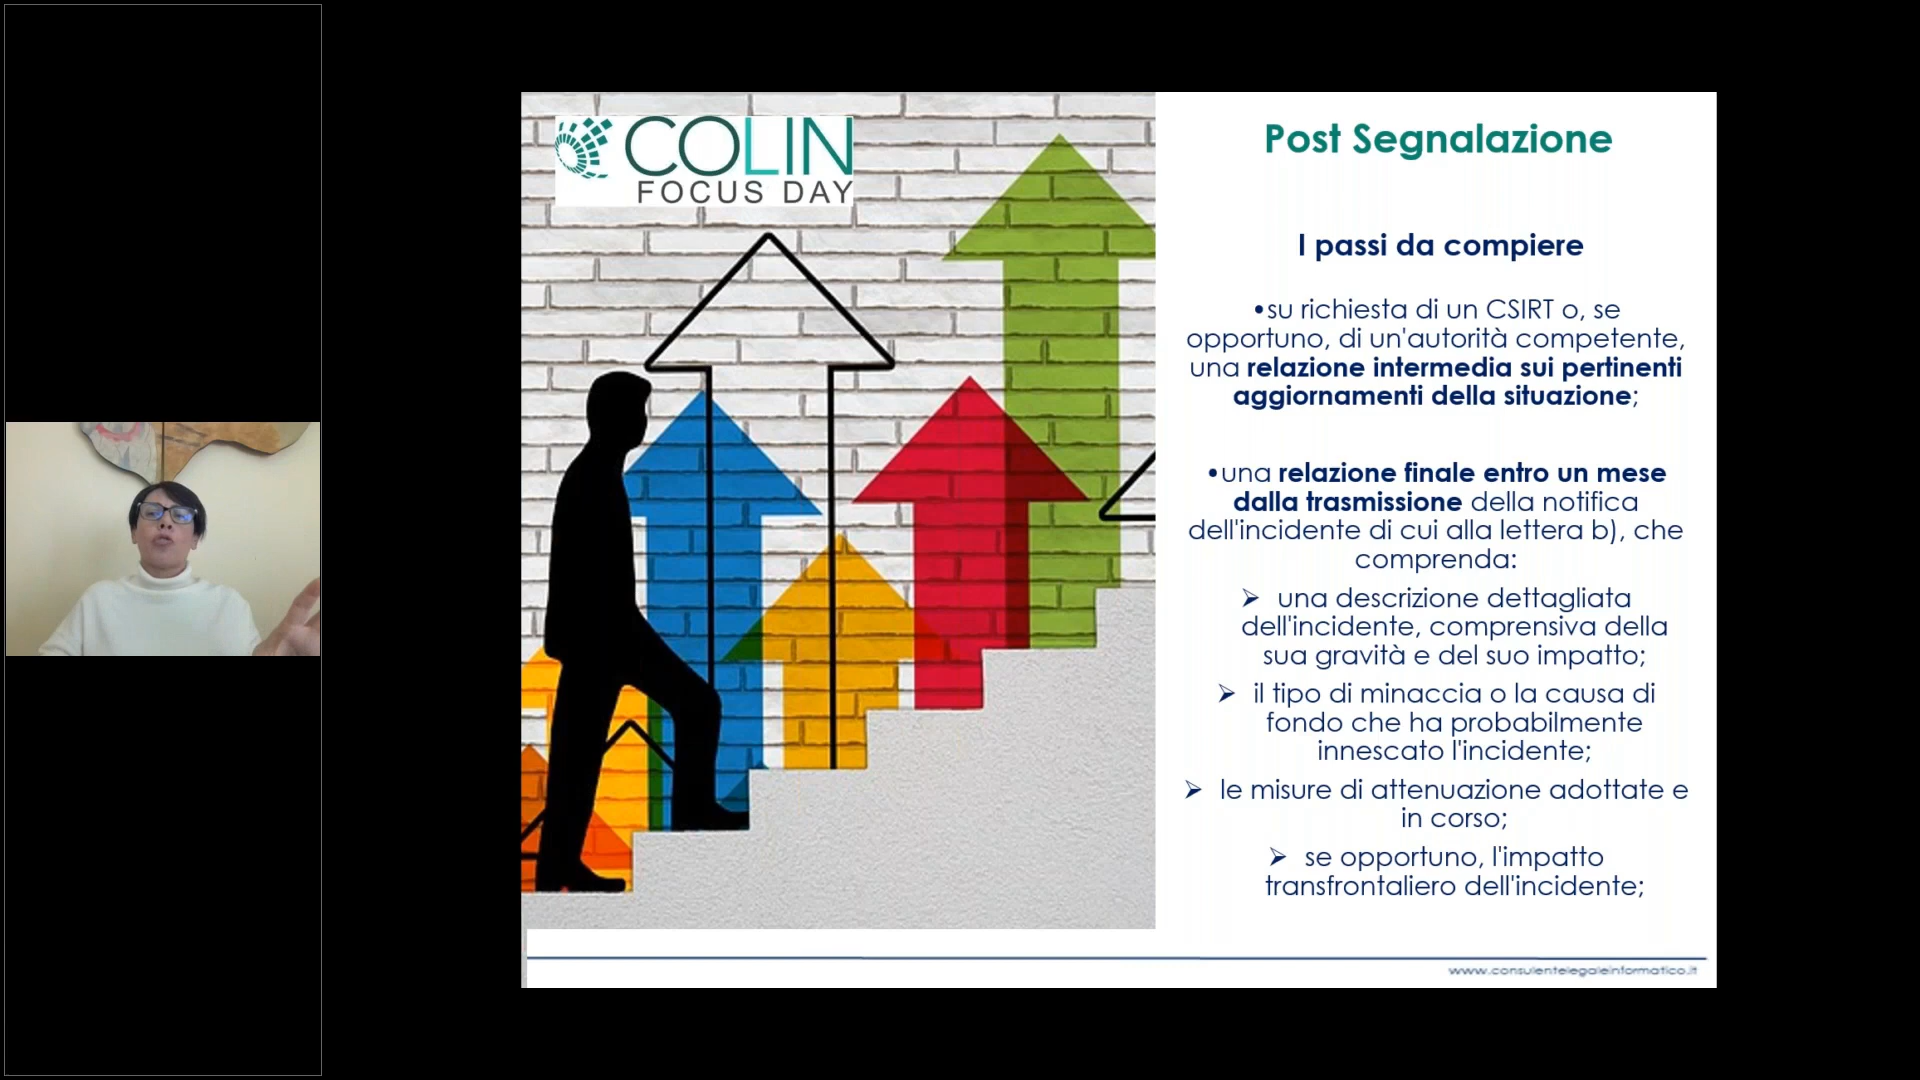 COLIN
FOCUS DAY
Post Segnalazione
I passi da compiere
•su richiesta di un CSIRT o, se
opportuno, di un'autorità competente,
una relazione intermedia sui pertinenti
aggiornamenti della situazione;
•una relazione finale entro un mese
dalla trasmissione della notifica
dell'incidente di cui alla lettera b), che
comprenda:
➢ una descrizione dettagliata
dell'incidente, comprensiva della
sua gravità e del suo impatto;
➢ il tipo di minaccia o la causa di
fondo che ha probabilmente
innescato l'incidente;
➢ le misure di attenuazione adottate e
in corso;
➢ se opportuno, l'impatto
transfrontaliero dell'incidente;
www.consulentelegaleinformatico.it